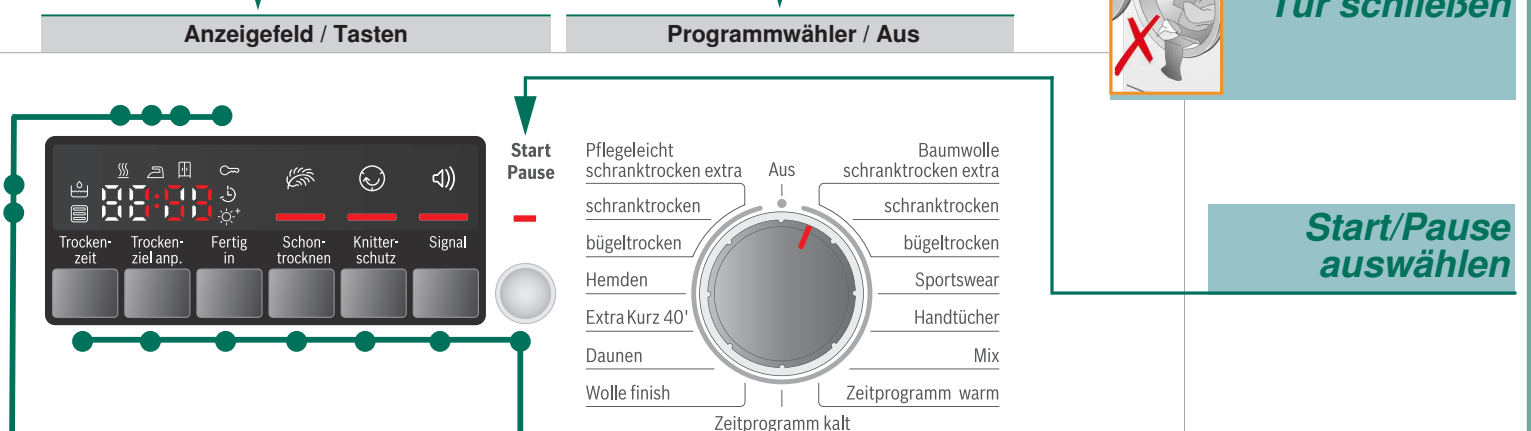 Tür schließen
Anzeigefeld / Tasten
Programmwähler / Aus
Start
Pause
Trocken-
zeit
Trocken-
ziel anp.
Fertig
in
Schon-
trocknen
Knitter-
schutz
Signal
Aus
Pflegeleicht
schranktrocken extra
schranktrocken
bügeltrocken
Hemden
Extra Kurz 40'
Daunen
Wolle finish
Baumwolle
schranktrocken extra
schranktrocken
bügeltrocken
Sportswear
Handtücher
Mix
Zeitprogramm warm
Zeitprogramm kalt
Start/Pause
auswählen